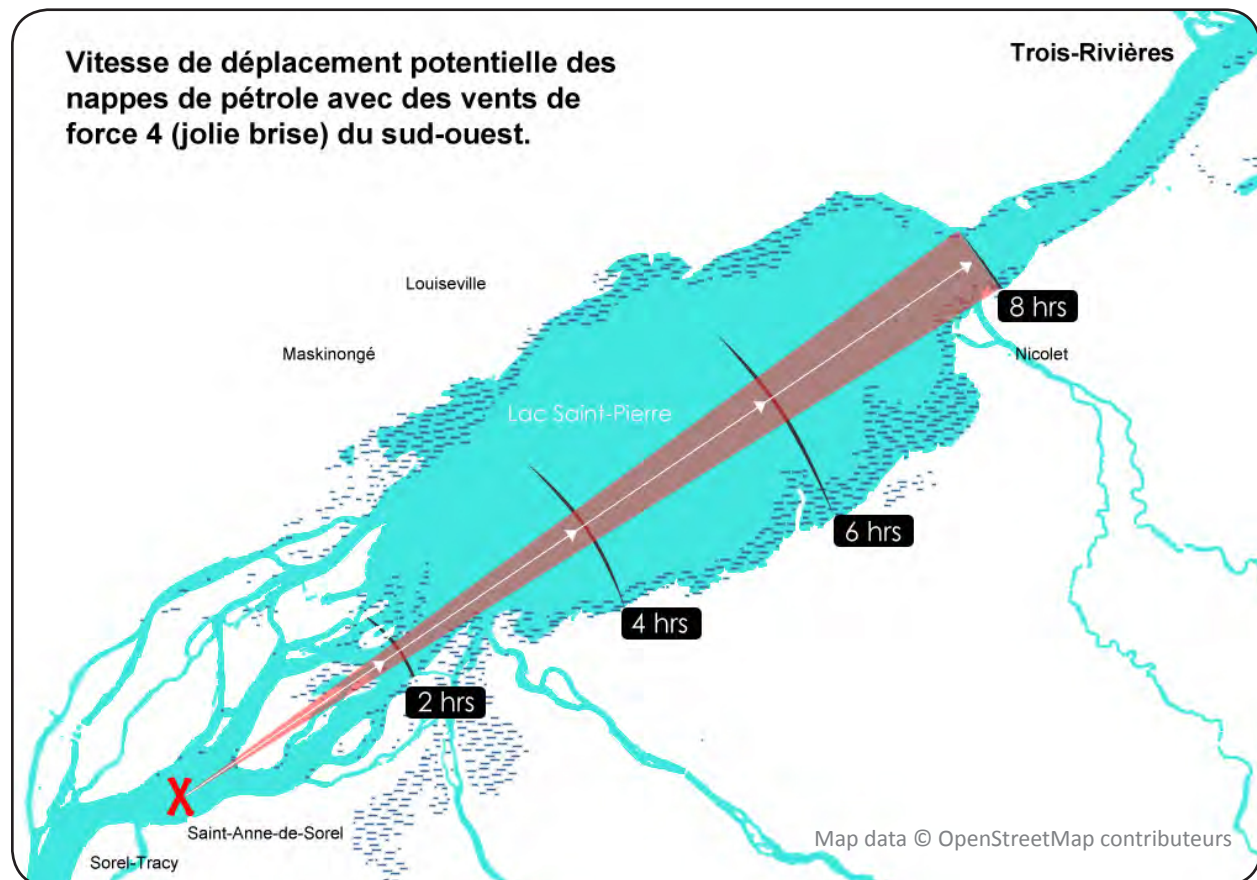 Vitesse de déplacement potentielle des
nappes de pétrole avec des vents de
force 4 (jolie brise) du sud-ouest.
Trois-Rivières
Louiseville
Maskinongé
8 hrs
Nicolet
Lac Saint-Pierre
6 hrs
4 hrs
2 hrs
X
Saint-Anne-de-Sorel
Sorel-Tracy
Map data © OpenStreetMap contributeurs